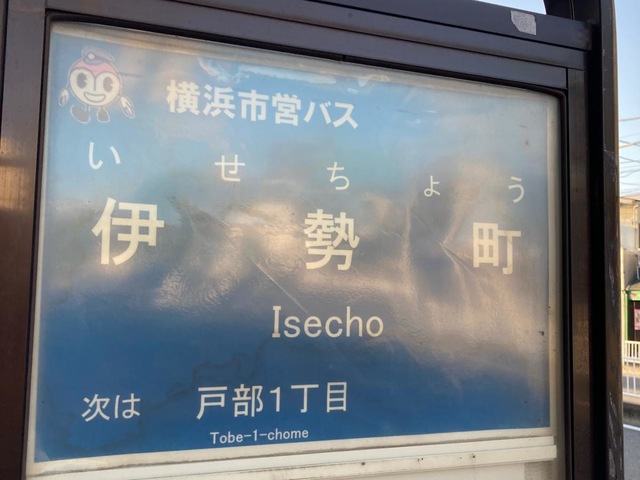 横浜市営バス
いせちょう
伊勢町
Isecho
次は 戸部1丁目
Tobe-1-chome